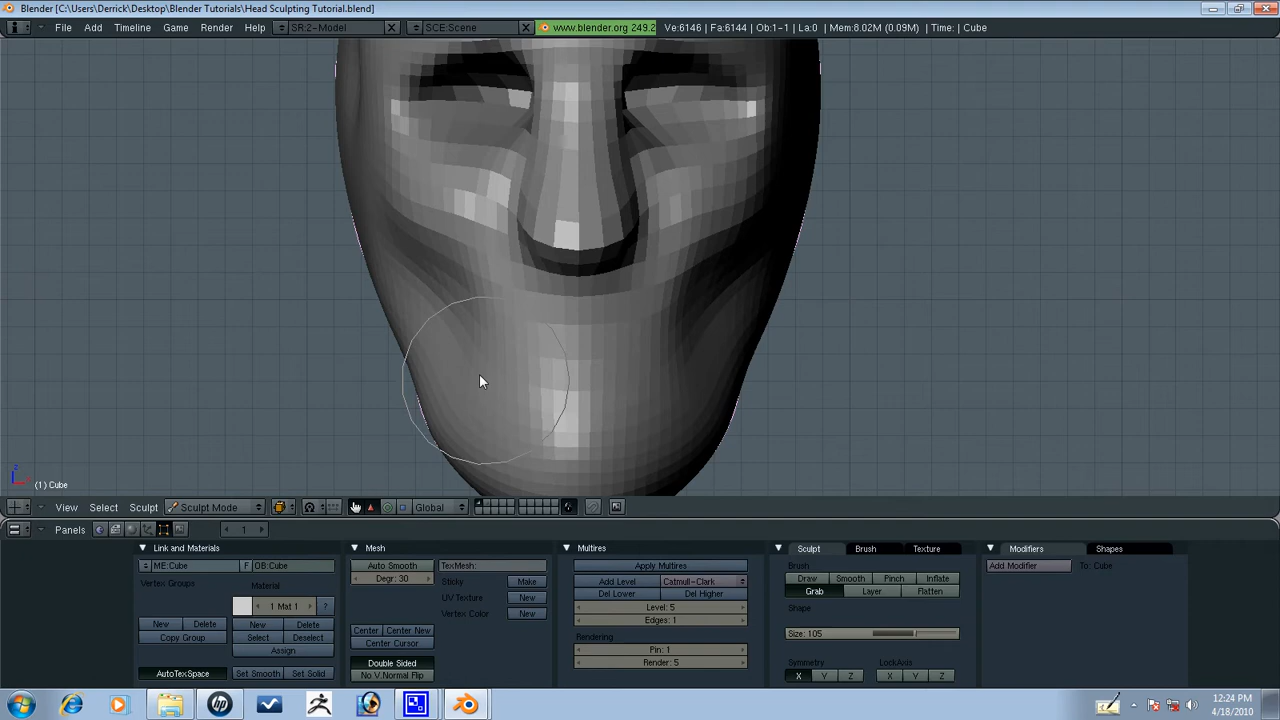 Blender [C:\Users\Derrick\Desktop\Blender Tutorials\Head Sculpting Tutorial.blend]
File Add Timeline Game Render Help SR:2-Model SCE:Scene www.blender.org 249.2 Ve:6146 | Fa:6144 | Ob:1-1 | La:0 | Mem:8.02M (0.09M) | Time: | Cube
z
(1) Cube
View Select Sculpt Sculpt Mode Global
Panels 1
Link and Materials Mesh Multires Sculpt Brush Texture Modifiers Shapes
ME:Cube F OB:Cube Auto Smooth TexMesh: Apply Multires Brush Add Modifier To: Cube
Vertex Groups Material Degr: 30 Sticky Make Add Level Catmull-Clark Draw Smooth Pinch Inflate
Del Lower Del Higher Grab Layer Flatten
1 Mat 1 ? UV Texture New Level: 5 Shape
Vertex Color New Edges: 1
New Delete New Delete Center Center New Rendering Size: 105
Copy Group Select Deselect Center Cursor Pin: 1
Assign Double Sided Render: 5 Symmetry LockAxis
AutoTexSpace Set Smooth Set Solid No V.Normal Flip X Y Z X Y Z
12:24 PM
4/18/2010